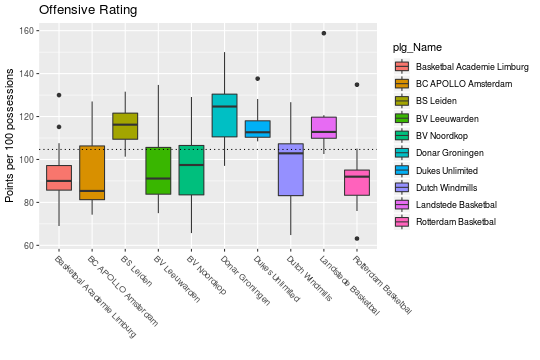 Offensive Rating
Points per 100 possessions
160
140
120
100
80
60
Basketbal Academie Limburg
BC APOLLO Amsterdam
BS Leiden
BV Leeuwarden
BV Noordkop
Donar Groningen
Dukes Unlimited
Dutch Windmills
Landstede Basketbal
Rotterdam Basketbal
plg_Name
Basketbal Academie Limburg
BC APOLLO Amsterdam
BS Leiden
BV Leeuwarden
BV Noordkop
Donar Groningen
Dukes Unlimited
Dutch Windmills
Landstede Basketbal
Rotterdam Basketbal